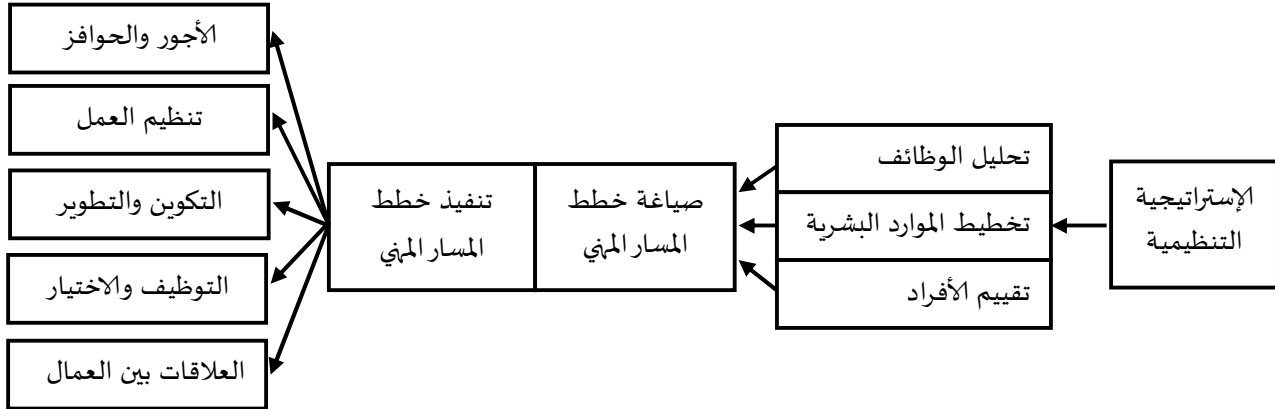 الإستراتيجية
التنظيمية
تحليل الوظائف
تخطيط الموارد البشرية
تقييم الأفراد
صياغة خطط
المسار المهني
تنفيذ خطط
المسار المهني
الأجور والحوافز
تنظيم العمل
التكوين والتطوير
التوظيف والاختيار
العلاقات بين العمال